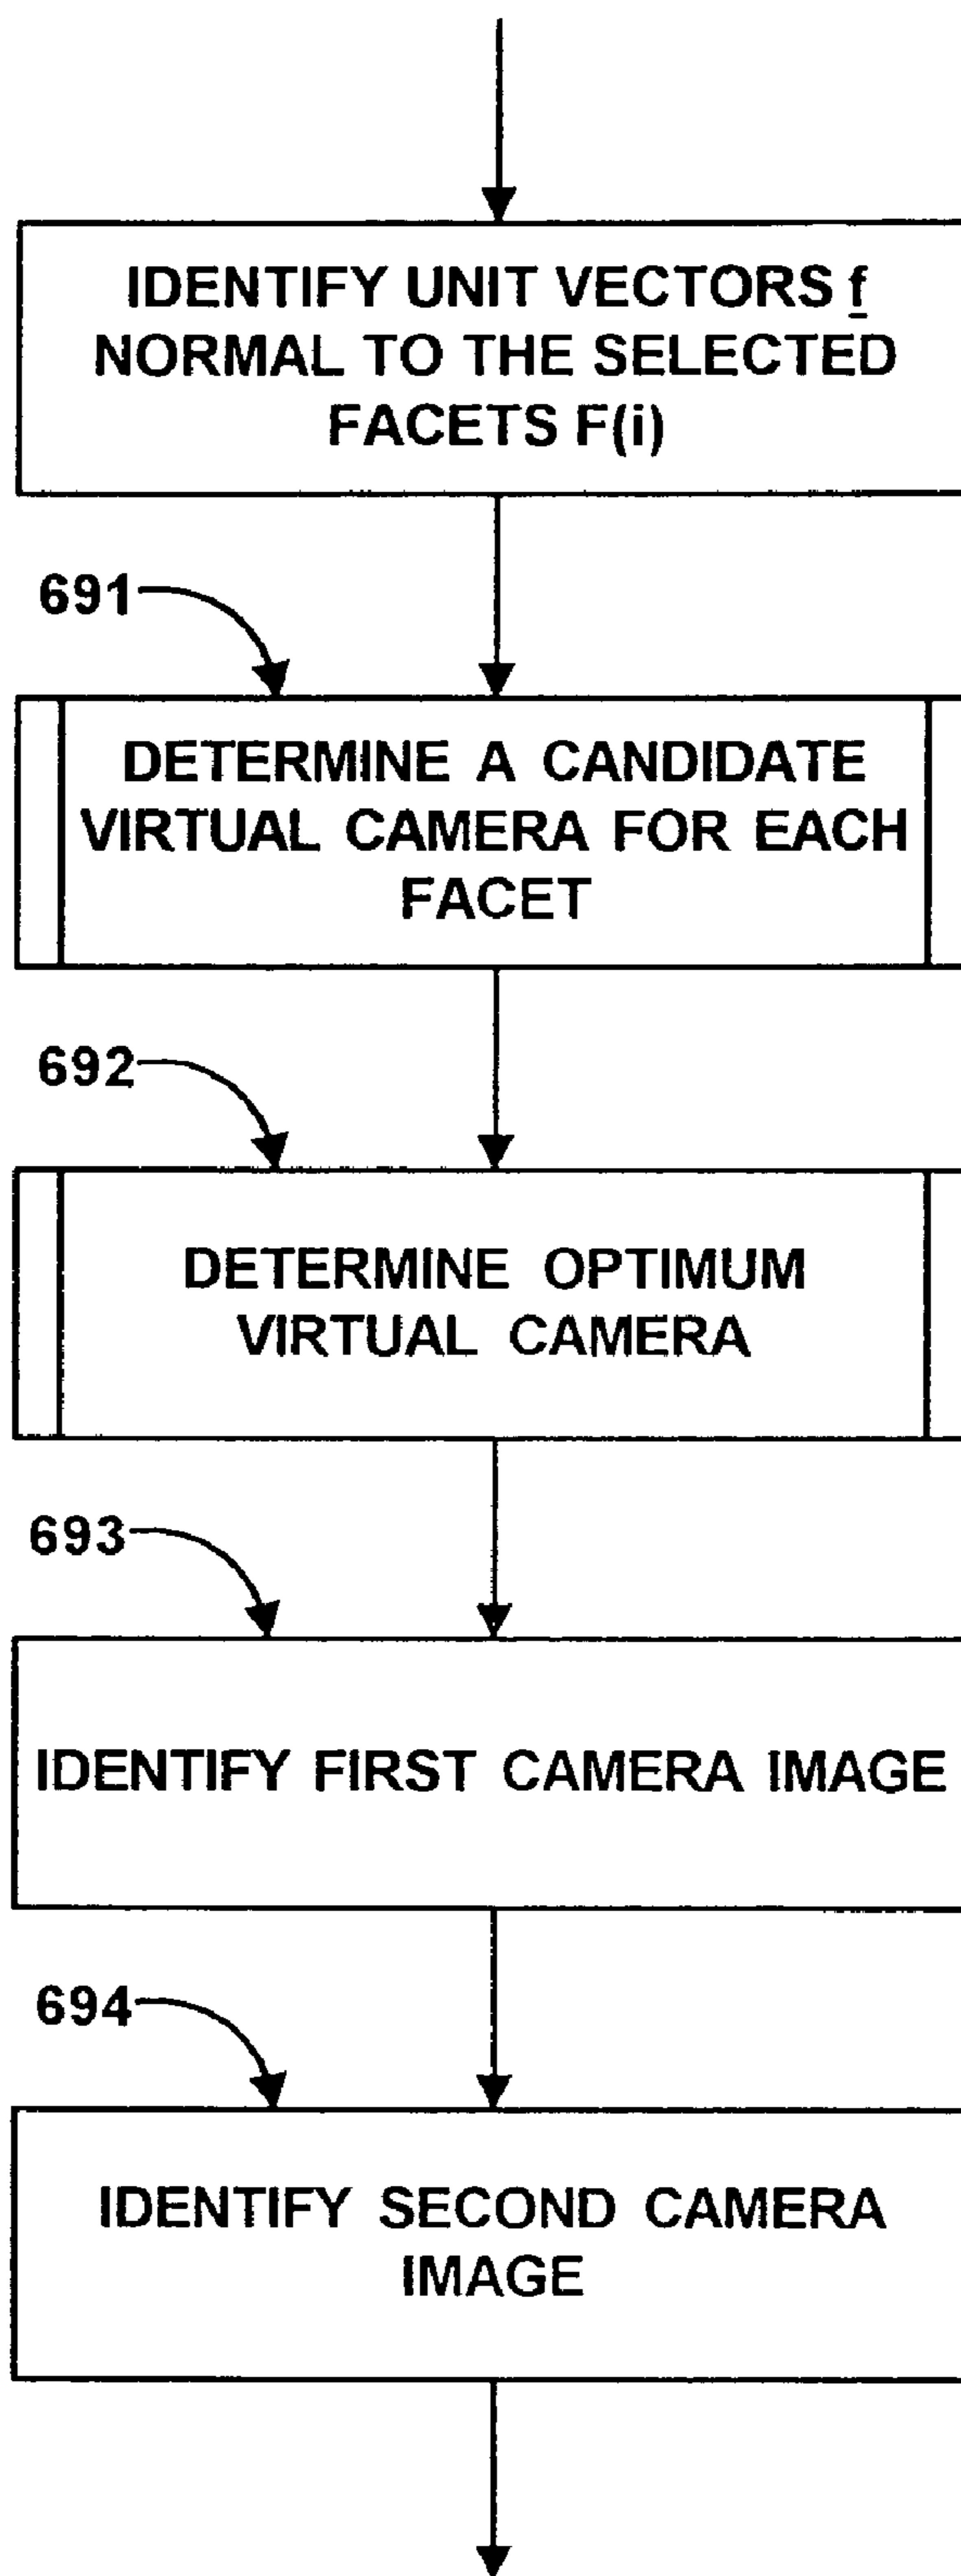 IDENTIFY UNIT VECTORS f
NORMAL TO THE SELECTED
FACETS F(i)
691
DETERMINE A CANDIDATE
VIRTUAL CAMERA FOR EACH
FACET
692
DETERMINE OPTIMUM
VIRTUAL CAMERA
693
IDENTIFY FIRST CAMERA IMAGE
694
IDENTIFY SECOND CAMERA
IMAGE